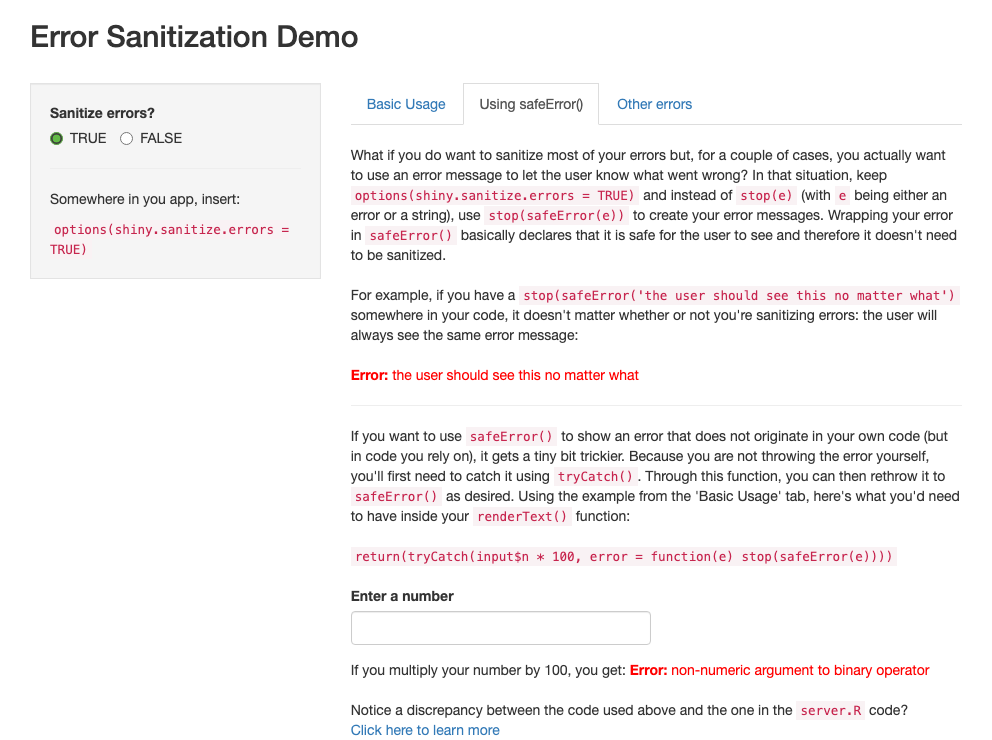 Error Sanitization Demo
Sanitize errors?
TRUE FALSE
Somewhere in you app, insert:
options(shiny.sanitize.errors =
TRUE)
Basic Usage Using safeError() Other errors
What if you do want to sanitize most of your errors but, for a couple of cases, you actually want
to use an error message to let the user know what went wrong? In that situation, keep
options(shiny.sanitize.errors = TRUE) and instead of stop(e) (with e being either an
error or a string), use stop(safeError(e)) to create your error messages. Wrapping your error
in safeError() basically declares that it is safe for the user to see and therefore it doesn't need
to be sanitized.
For example, if you have a stop(safeError('the user should see this no matter what')
somewhere in your code, it doesn't matter whether or not you're sanitizing errors: the user will
always see the same error message:
Error: the user should see this no matter what
If you want to use safeError() to show an error that does not originate in your own code (but
in code you rely on), it gets a tiny bit trickier. Because you are not throwing the error yourself,
you'll first need to catch it using tryCatch(). Through this function, you can then rethrow it to
safeError() as desired. Using the example from the 'Basic Usage' tab, here's what you'd need
to have inside your renderText() function:
return(tryCatch(input$n * 100, error = function(e) stop(safeError(e))))
Enter a number
If you multiply your number by 100, you get: Error: non-numeric argument to binary operator
Notice a discrepancy between the code used above and the one in the server.R code?
Click here to learn more